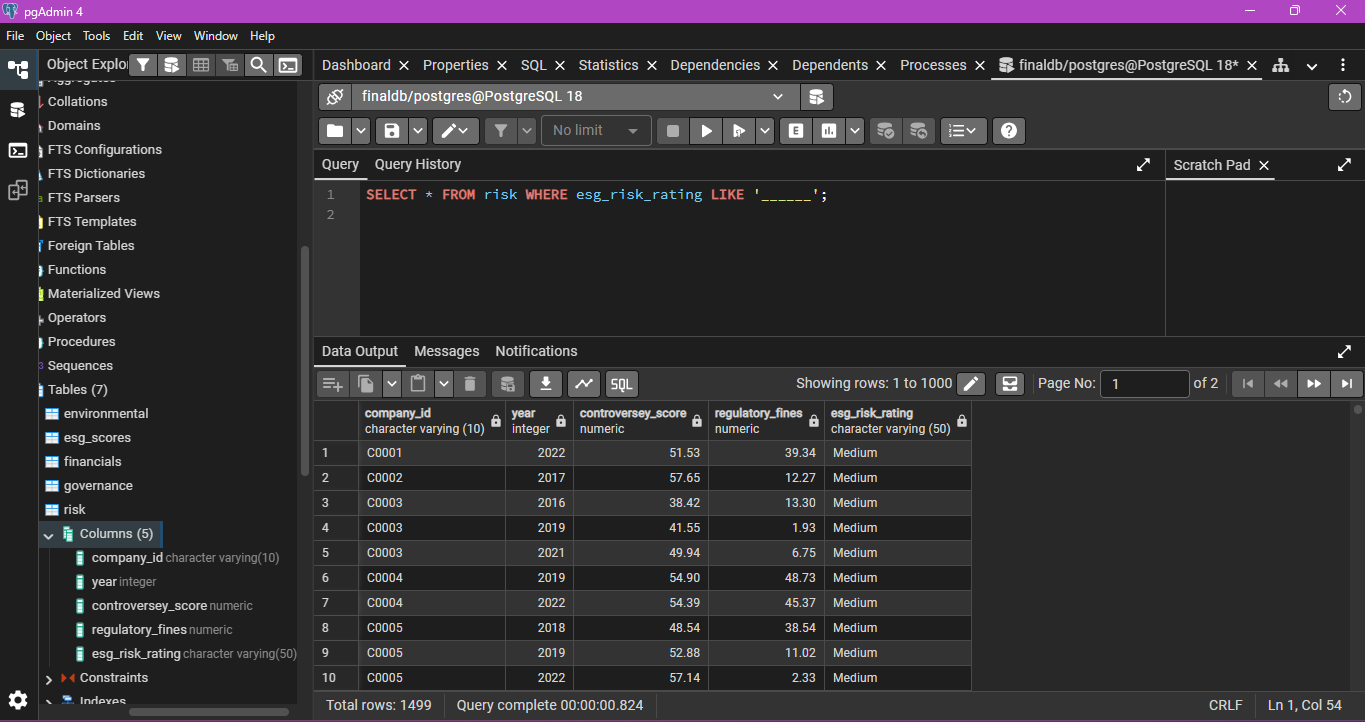 pgAdmin 4
File Object Tools Edit View Window Help
Object Explor
Dashboard Properties SQL Statistics Dependencies Dependents Processes finaldb/postgres@PostgreSQL 18*
finaldb/postgres@PostgreSQL 18
No limit
E
Query Query History
Scratch Pad
1 SELECT * FROM risk WHERE esg_risk_rating LIKE '______';
2
Aggregates
Collations
Domains
FTS Configurations
FTS Dictionaries
FTS Parsers
FTS Templates
Foreign Tables
Functions
Materialized Views
Operators
Procedures
Sequences
Tables (7)
environmental
esg_scores
financials
governance
risk
Columns (5)
company_id character varying(10)
year integer
controversey_score numeric
regulatory_fines numeric
esg_risk_rating character varying(50)
Constraints
Indexes
Data Output Messages Notifications
SQL
Showing rows: 1 to 1000
Page No: 1 of 2
company_id year controversey_score regulatory_fines esg_risk_rating
character varying (10) integer numeric numeric character varying (50)
1 C0001 2022 51.53 39.34 Medium
2 C0002 2017 57.65 12.27 Medium
3 C0003 2016 38.42 13.30 Medium
4 C0003 2019 41.55 1.93 Medium
5 C0003 2021 49.94 6.75 Medium
6 C0004 2019 54.90 48.73 Medium
7 C0004 2022 54.39 45.37 Medium
8 C0005 2018 48.54 38.54 Medium
9 C0005 2019 52.88 11.02 Medium
10 C0005 2022 57.14 2.33 Medium
Total rows: 1499 Query complete 00:00:00.824 CRLF Ln 1, Col 54